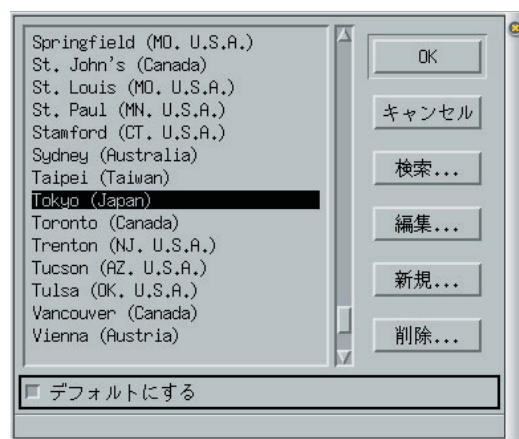 Springfield (MO. U.S.A.)
St. John's (Canada)
St. Louis (MO. U.S.A.)
St. Paul (MN. U.S.A.)
Stamford (CT. U.S.A.)
Sydney (Australia)
Taipei (Taiwan)
Tokyo (Japan)
Toronto (Canada)
Trenton (NJ. U.S.A.)
Tucson (AZ. U.S.A.)
Tulsa (OK. U.S.A.)
Vancouver (Canada)
Vienna (Austria)
OK
キャンセル
検索...
編集...
新規...
削除...
デフォルトにする